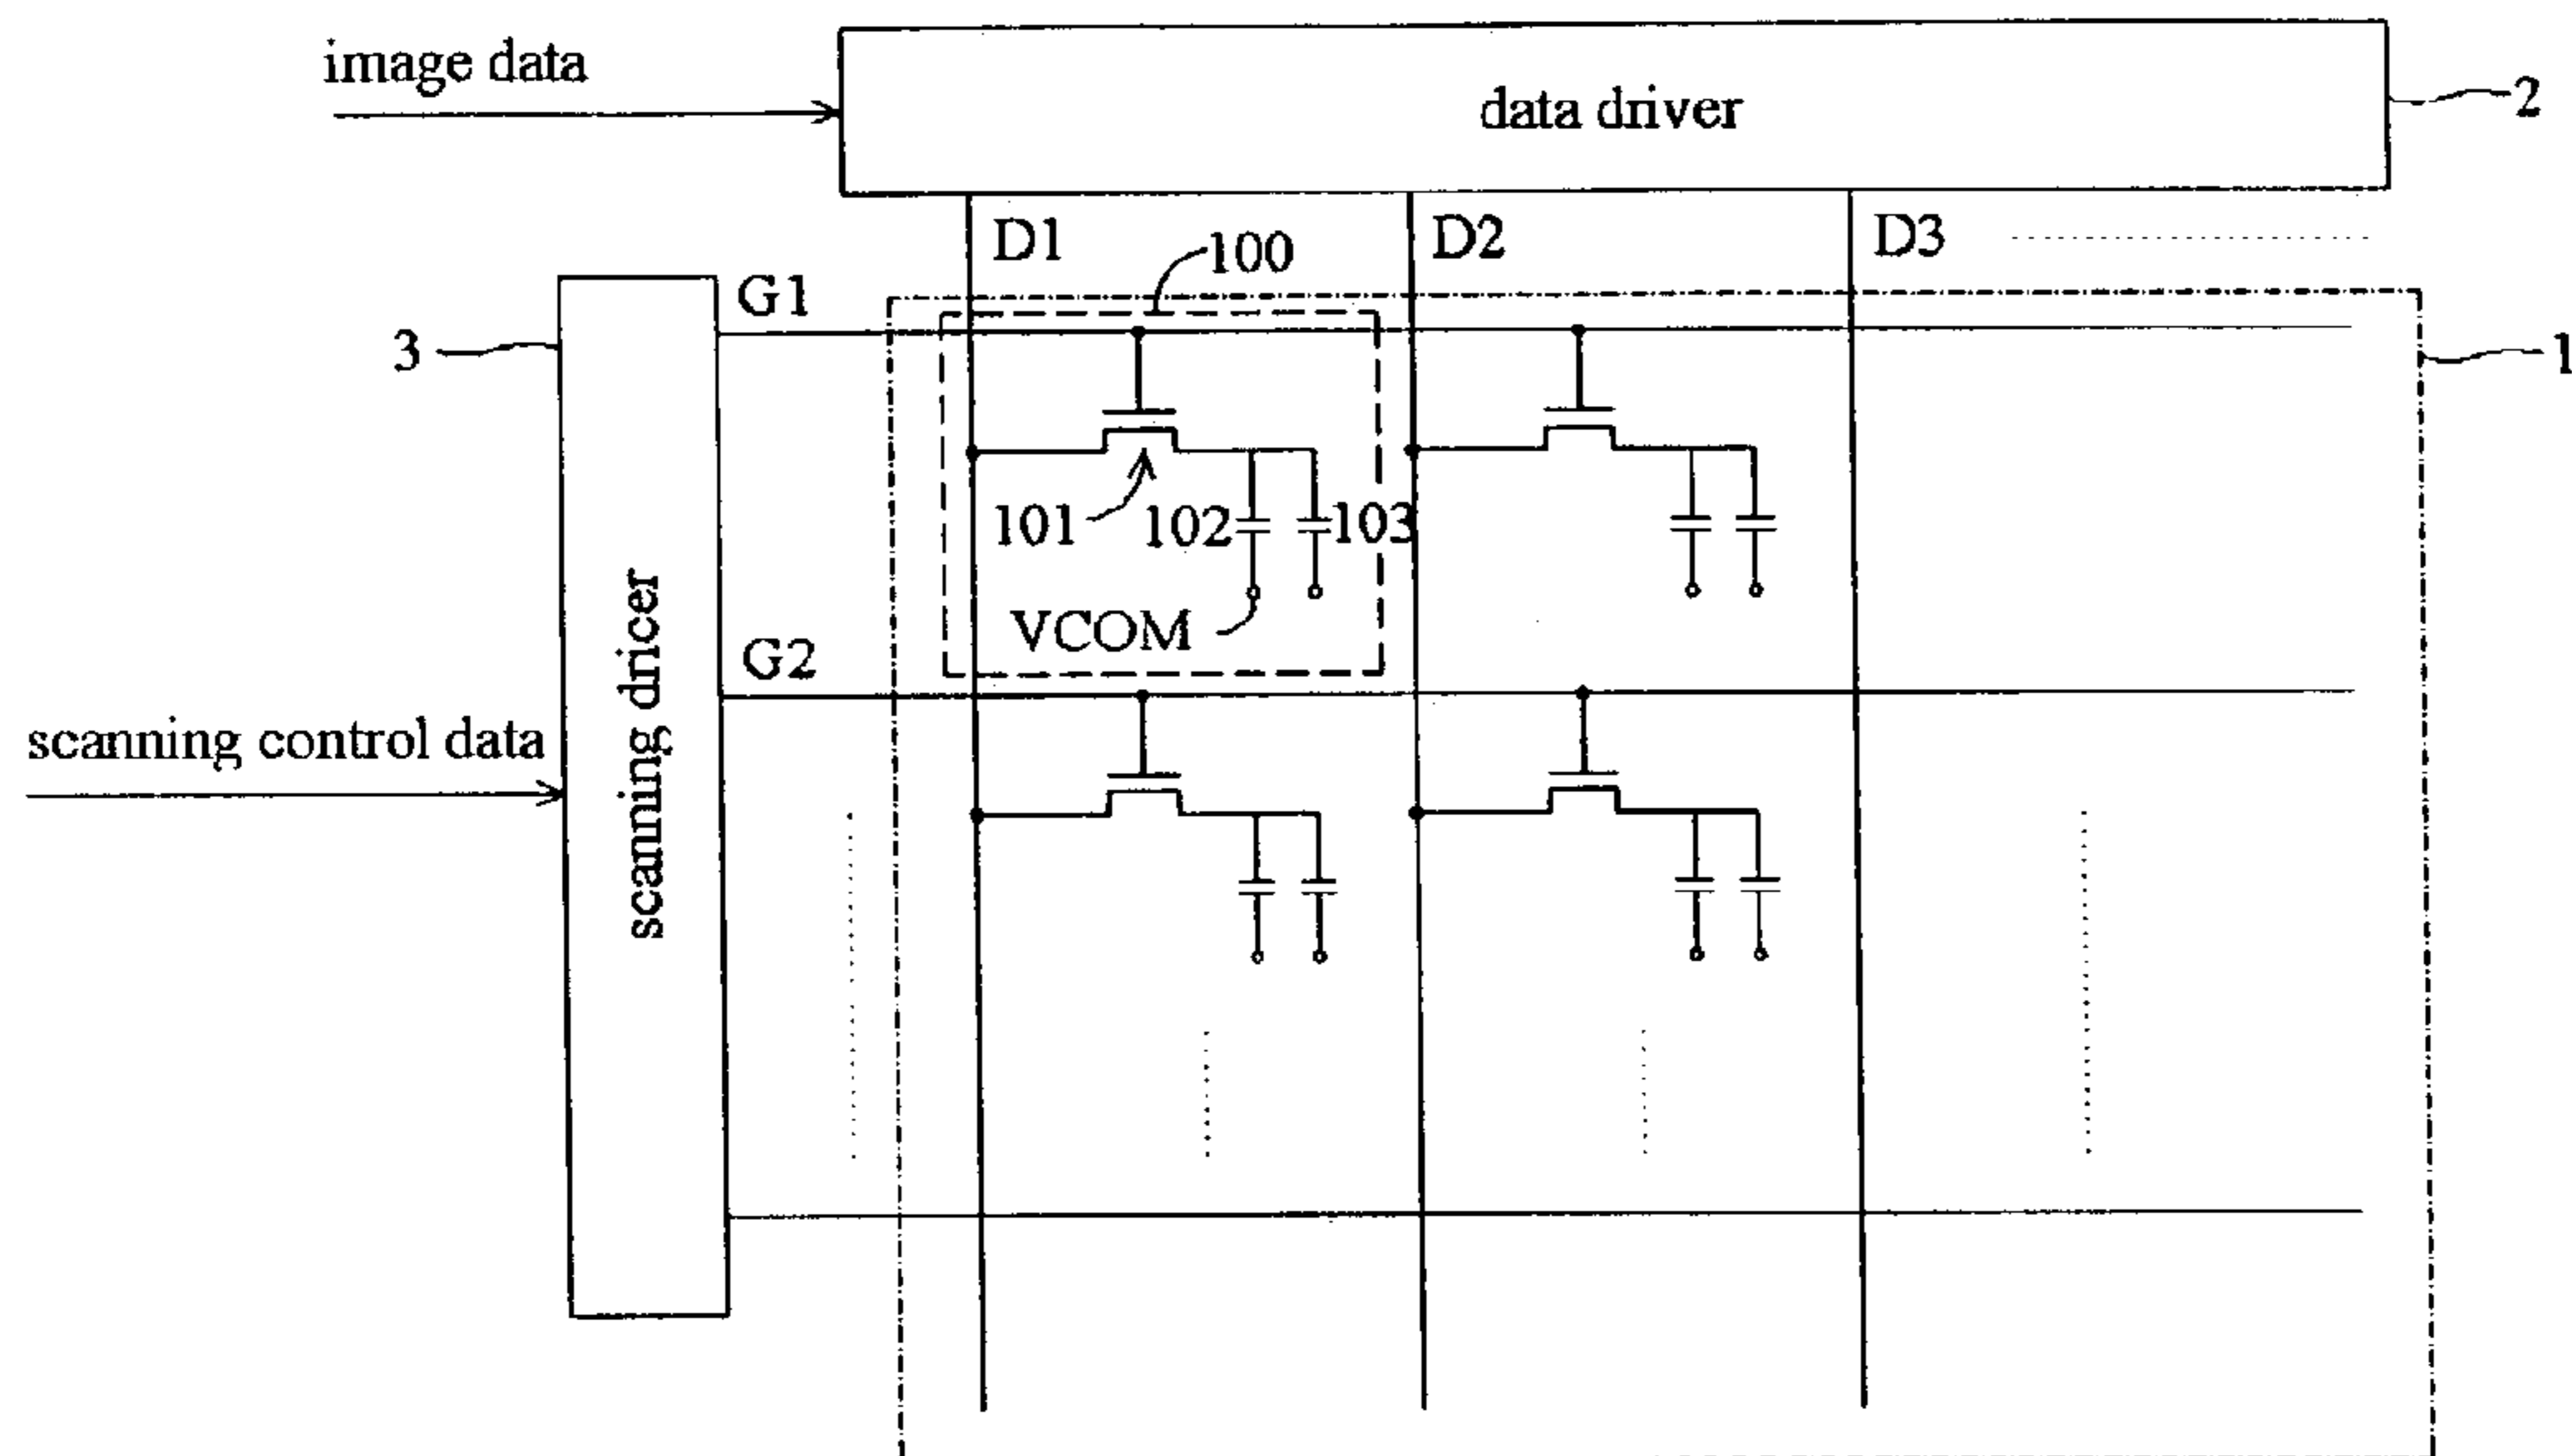 image data
data driver
2
D1
100
D2
D3
G1
3
1
101
102
103
VCOM
G2
scanning control data
scanning dricer